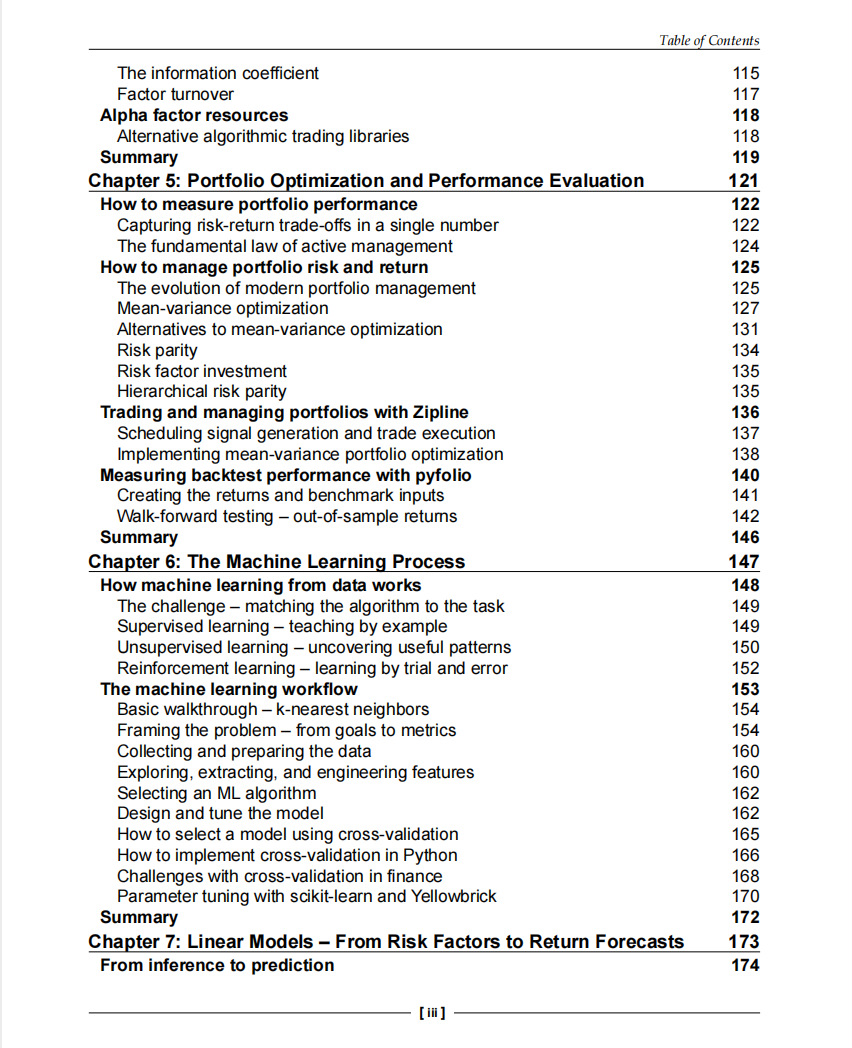 Table of Contents
The information coefficient 115
Factor turnover 117
Alpha factor resources 118
Alternative algorithmic trading libraries 118
Summary 119
Chapter 5: Portfolio Optimization and Performance Evaluation 121
How to measure portfolio performance 122
Capturing risk-return trade-offs in a single number 122
The fundamental law of active management 124
How to manage portfolio risk and return 125
The evolution of modern portfolio management 125
Mean-variance optimization 127
Alternatives to mean-variance optimization 131
Risk parity 134
Risk factor investment 135
Hierarchical risk parity 135
Trading and managing portfolios with Zipline 136
Scheduling signal generation and trade execution 137
Implementing mean-variance portfolio optimization 138
Measuring backtest performance with pyfolio 140
Creating the returns and benchmark inputs 141
Walk-forward testing – out-of-sample returns 142
Summary 146
Chapter 6: The Machine Learning Process 147
How machine learning from data works 148
The challenge – matching the algorithm to the task 149
Supervised learning – teaching by example 149
Unsupervised learning – uncovering useful patterns 150
Reinforcement learning – learning by trial and error 152
The machine learning workflow 153
Basic walkthrough – k-nearest neighbors 154
Framing the problem – from goals to metrics 154
Collecting and preparing the data 160
Exploring, extracting, and engineering features 160
Selecting an ML algorithm 162
Design and tune the model 162
How to select a model using cross-validation 165
How to implement cross-validation in Python 166
Challenges with cross-validation in finance 168
Parameter tuning with scikit-learn and Yellowbrick 170
Summary 172
Chapter 7: Linear Models – From Risk Factors to Return Forecasts 173
From inference to prediction 174
[ iii ]